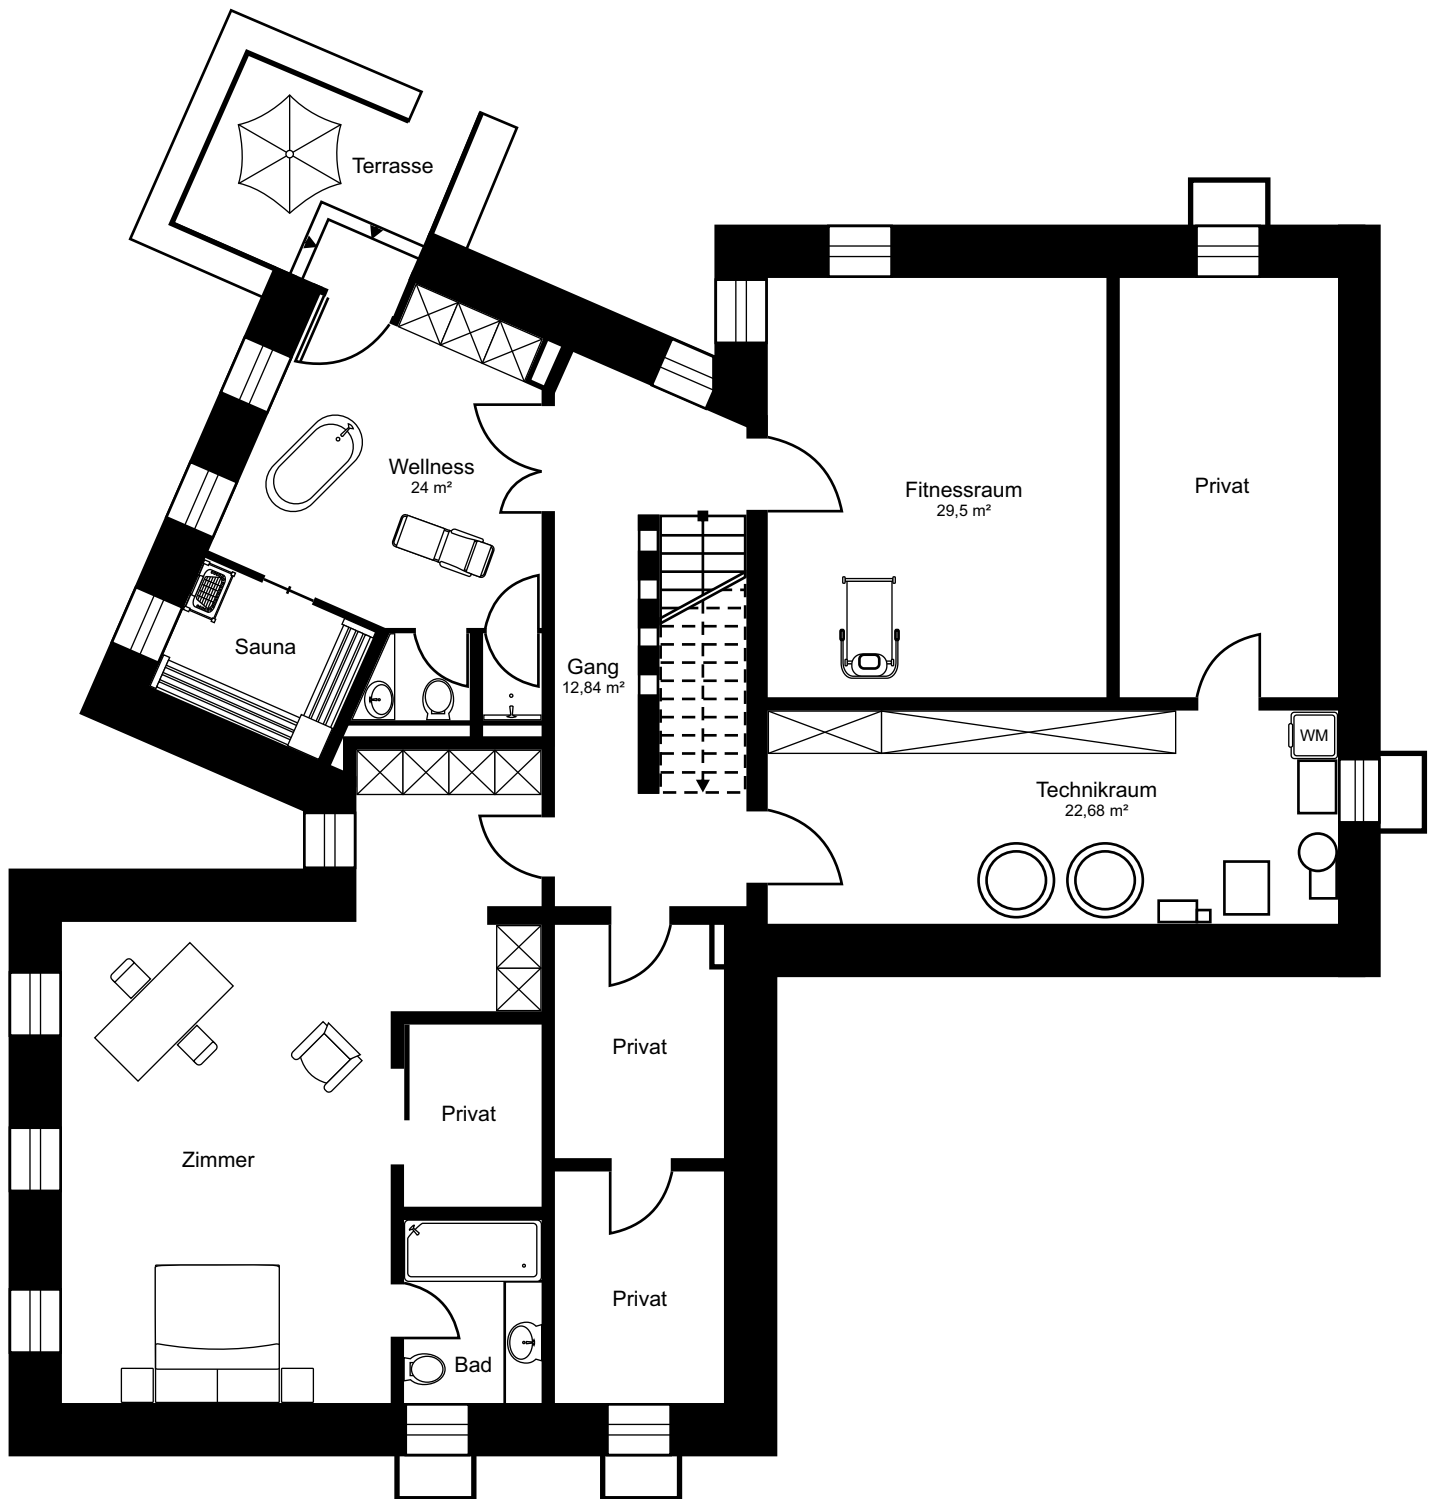 Terrasse
Wellness
24 m²
Fitnessraum
29,5 m²
Privat
Sauna
Gang
12,84 m²
WM
Technikraum
22,68 m²
Privat
Privat
Zimmer
Privat
Bad